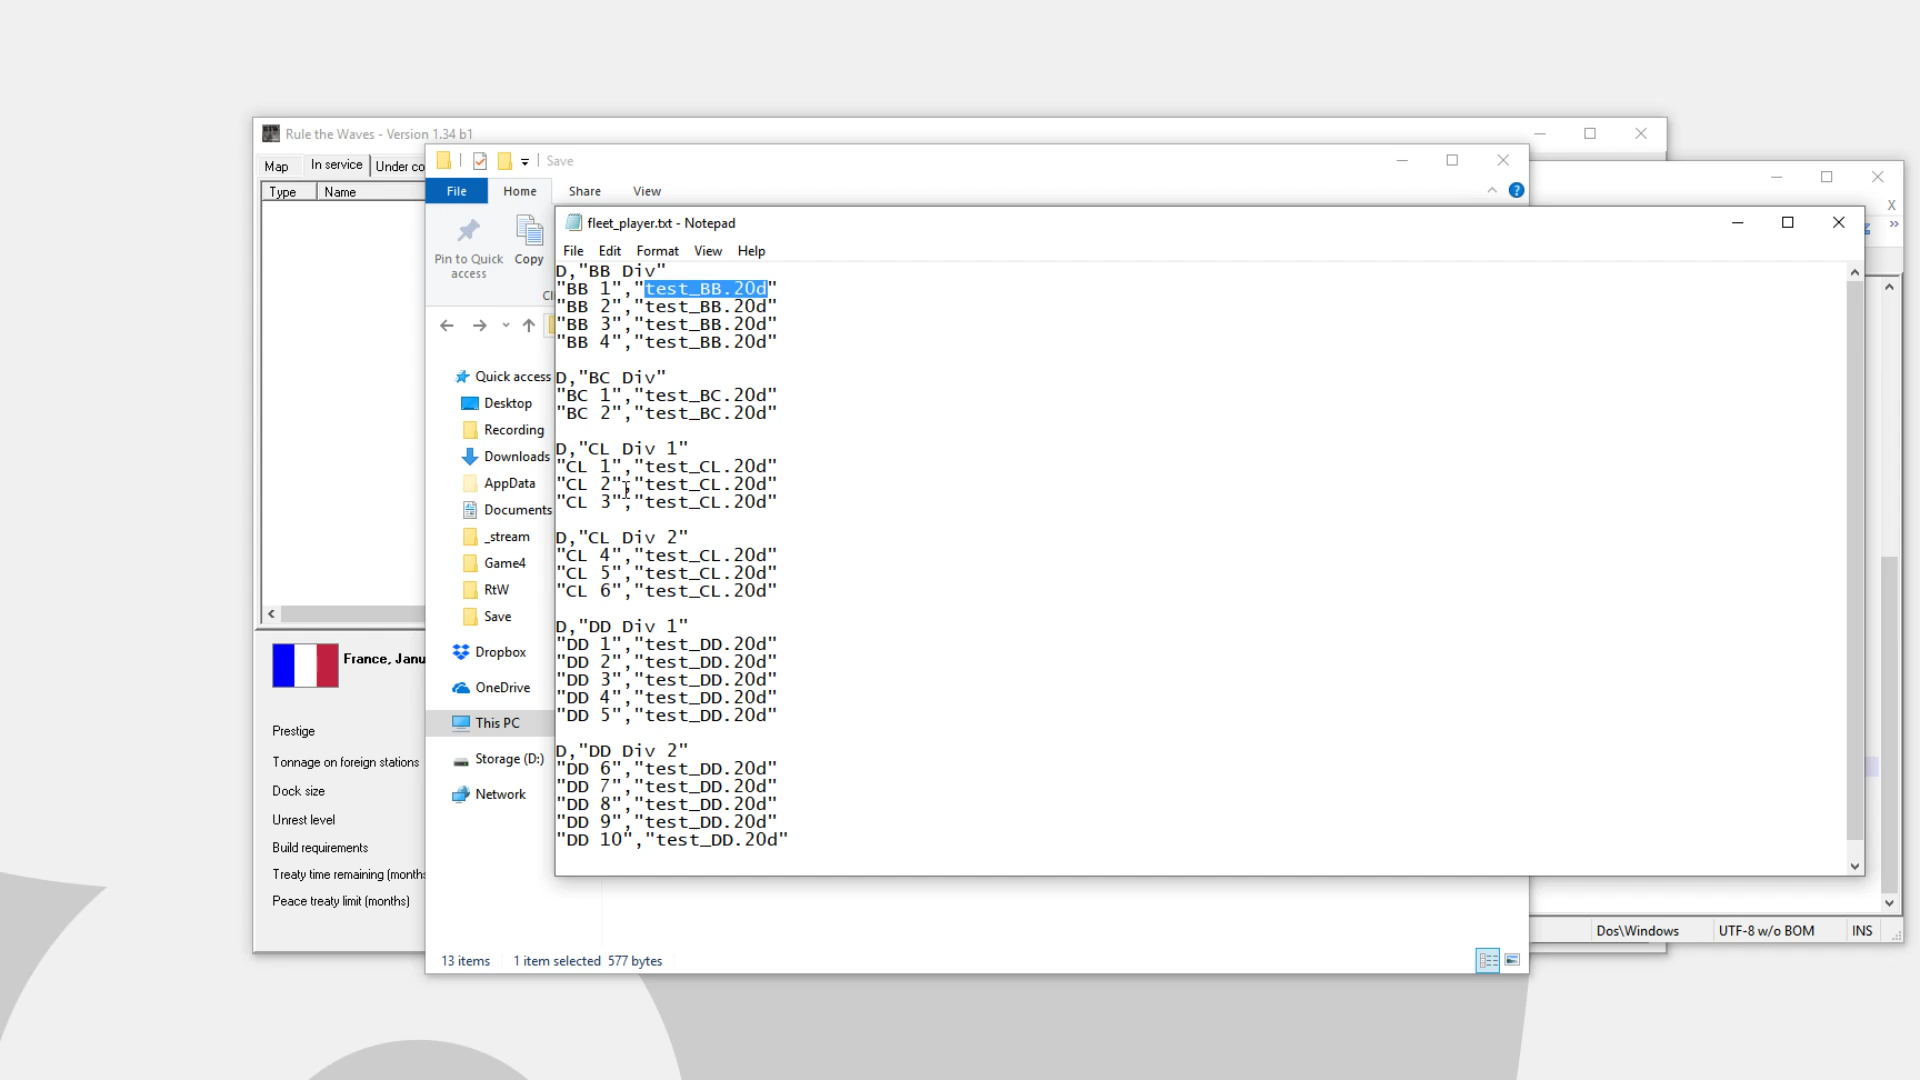 Rule the Waves - Version 1.34 b1
Map
In service
Under co
Type
Name
Save
File
Home
Share
View
Pin to Quick
access
Copy
Cl
fleet_player.txt - Notepad
File
Edit
Format
View
Help
D,"BB Div"
"BB 1","test_BB.20d"
"BB 2","test_BB.20d"
"BB 3","test_BB.20d"
"BB 4","test_BB.20d"
D,"BC Div"
"BC 1","test_BC.20d"
"BC 2","test_BC.20d"
D,"CL Div 1"
"CL 1","test_CL.20d"
"CL 2","test_CL.20d"
"CL 3","test_CL.20d"
D,"CL Div 2"
"CL 4","test_CL.20d"
"CL 5","test_CL.20d"
"CL 6","test_CL.20d"
D,"DD Div 1"
"DD 1","test_DD.20d"
"DD 2","test_DD.20d"
"DD 3","test_DD.20d"
"DD 4","test_DD.20d"
"DD 5","test_DD.20d"
D,"DD Div 2"
"DD 6","test_DD.20d"
"DD 7","test_DD.20d"
"DD 8","test_DD.20d"
"DD 9","test_DD.20d"
"DD 10","test_DD.20d"
Quick access
Desktop
Recording
Downloads
AppData
Documents
_stream
Game4
RtW
Save
Dropbox
OneDrive
This PC
Storage (D:)
Network
France, Janu
Prestige
Tonnage on foreign stations
Dock size
Unrest level
Build requirements
Treaty time remaining (months
Peace treaty limit (months)
13 items
1 item selected 577 bytes
X
Dos\Windows
UTF-8 w/o BOM
INS